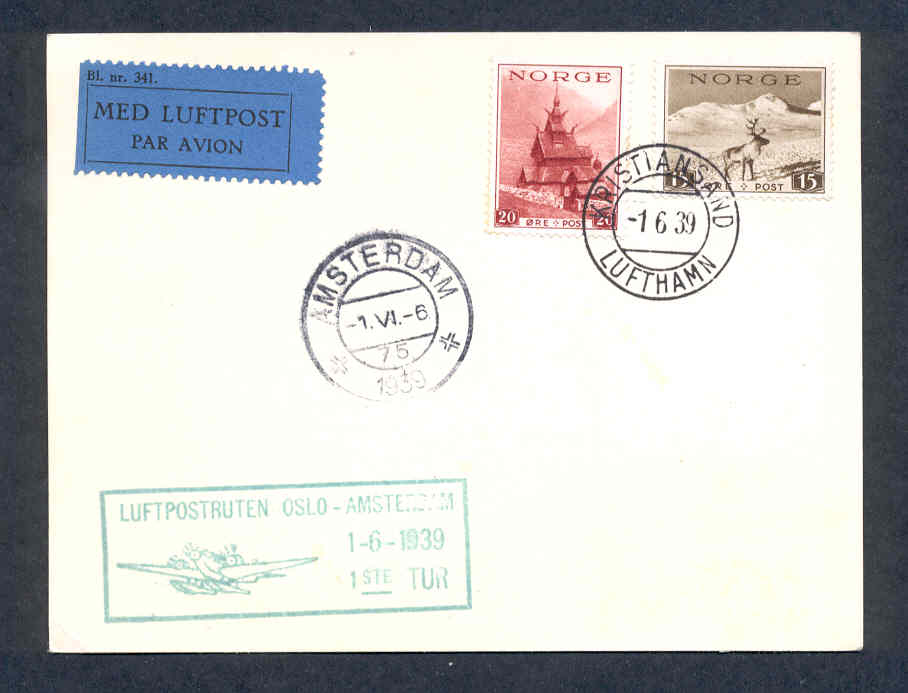 Bl. nr. 341.
MED LUFTPOST
PAR AVION
NORGE
20 ØRE POST 20
NORGE
15 ØRE POST 15
KRISTIANSAND
-1 6 39
LUFTHAMN
AMSTERDAM
-1.VI.-6
75
1939
LUFTPOSTRUTEN OSLO - AMSTERDAM
1-6-1939
1STE TUR